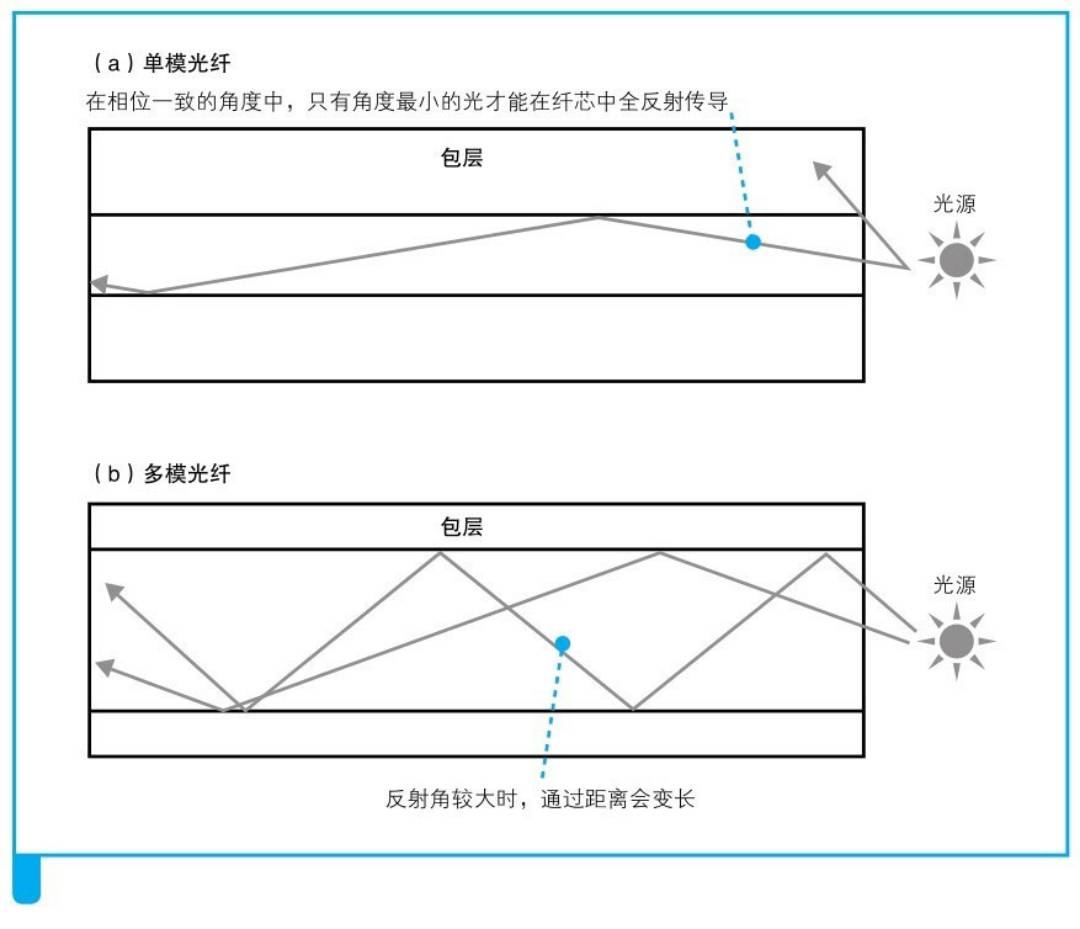 （a）单模光纤
在相位一致的角度中，只有角度最小的光才能在纤芯中全反射传导
包层
光源
（b）多模光纤
包层
光源
反射角较大时，通过距离会变长